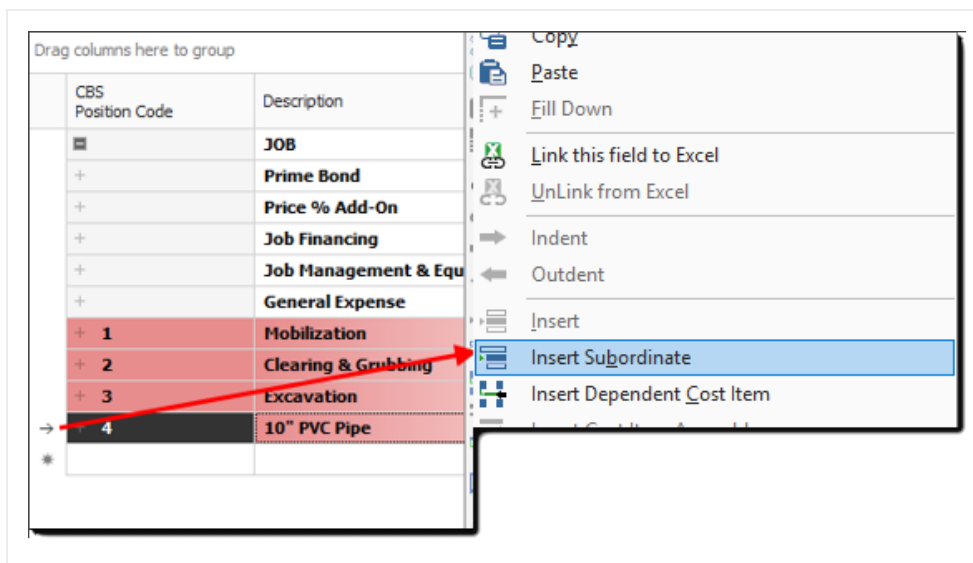 Drag columns here to group
CBS
Position Code
Description
JOB
Prime Bond
Price % Add-On
Job Financing
Job Management & Equ
General Expense
1 Mobilization
2 Clearing & Grubbing
3 Excavation
4 10" PVC Pipe
Copy
Paste
Fill Down
Link this field to Excel
UnLink from Excel
Indent
Outdent
Insert
Insert Subordinate
Insert Dependent Cost Item